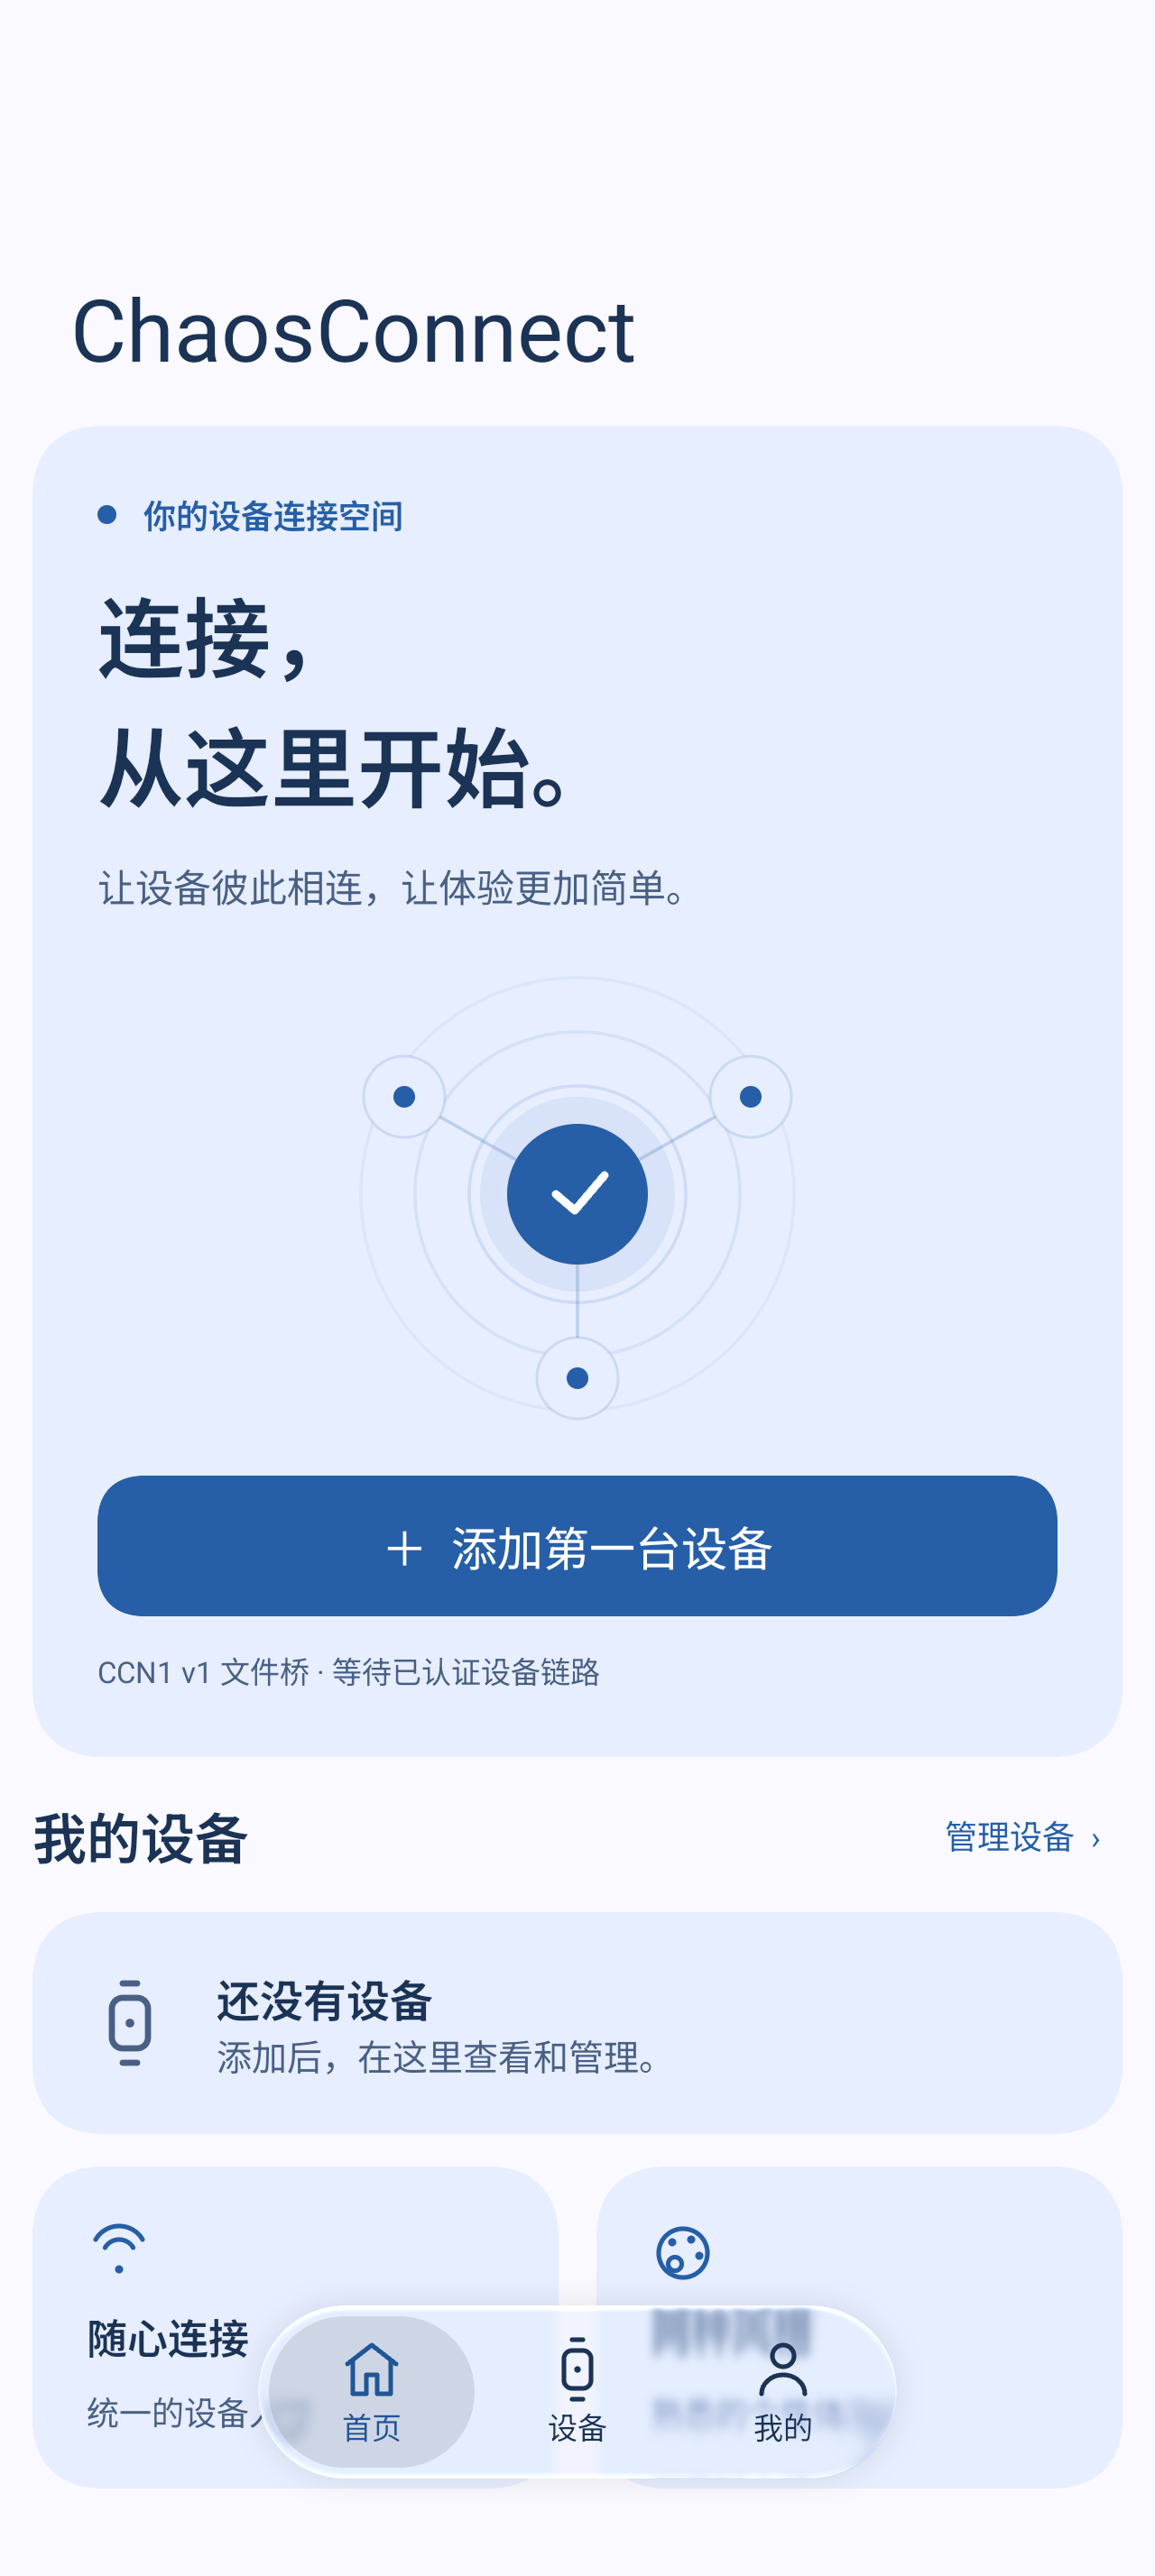 ChaosConnect
你的设备连接空间
连接，
从这里开始。
让设备彼此相连，让体验更加简单。
＋ 添加第一台设备
CCN1 v1 文件桥 · 等待已认证设备链路
我的设备
管理设备 ›
还没有设备
添加后，在这里查看和管理。
随心连接
统一的设备
首页
设备
我的